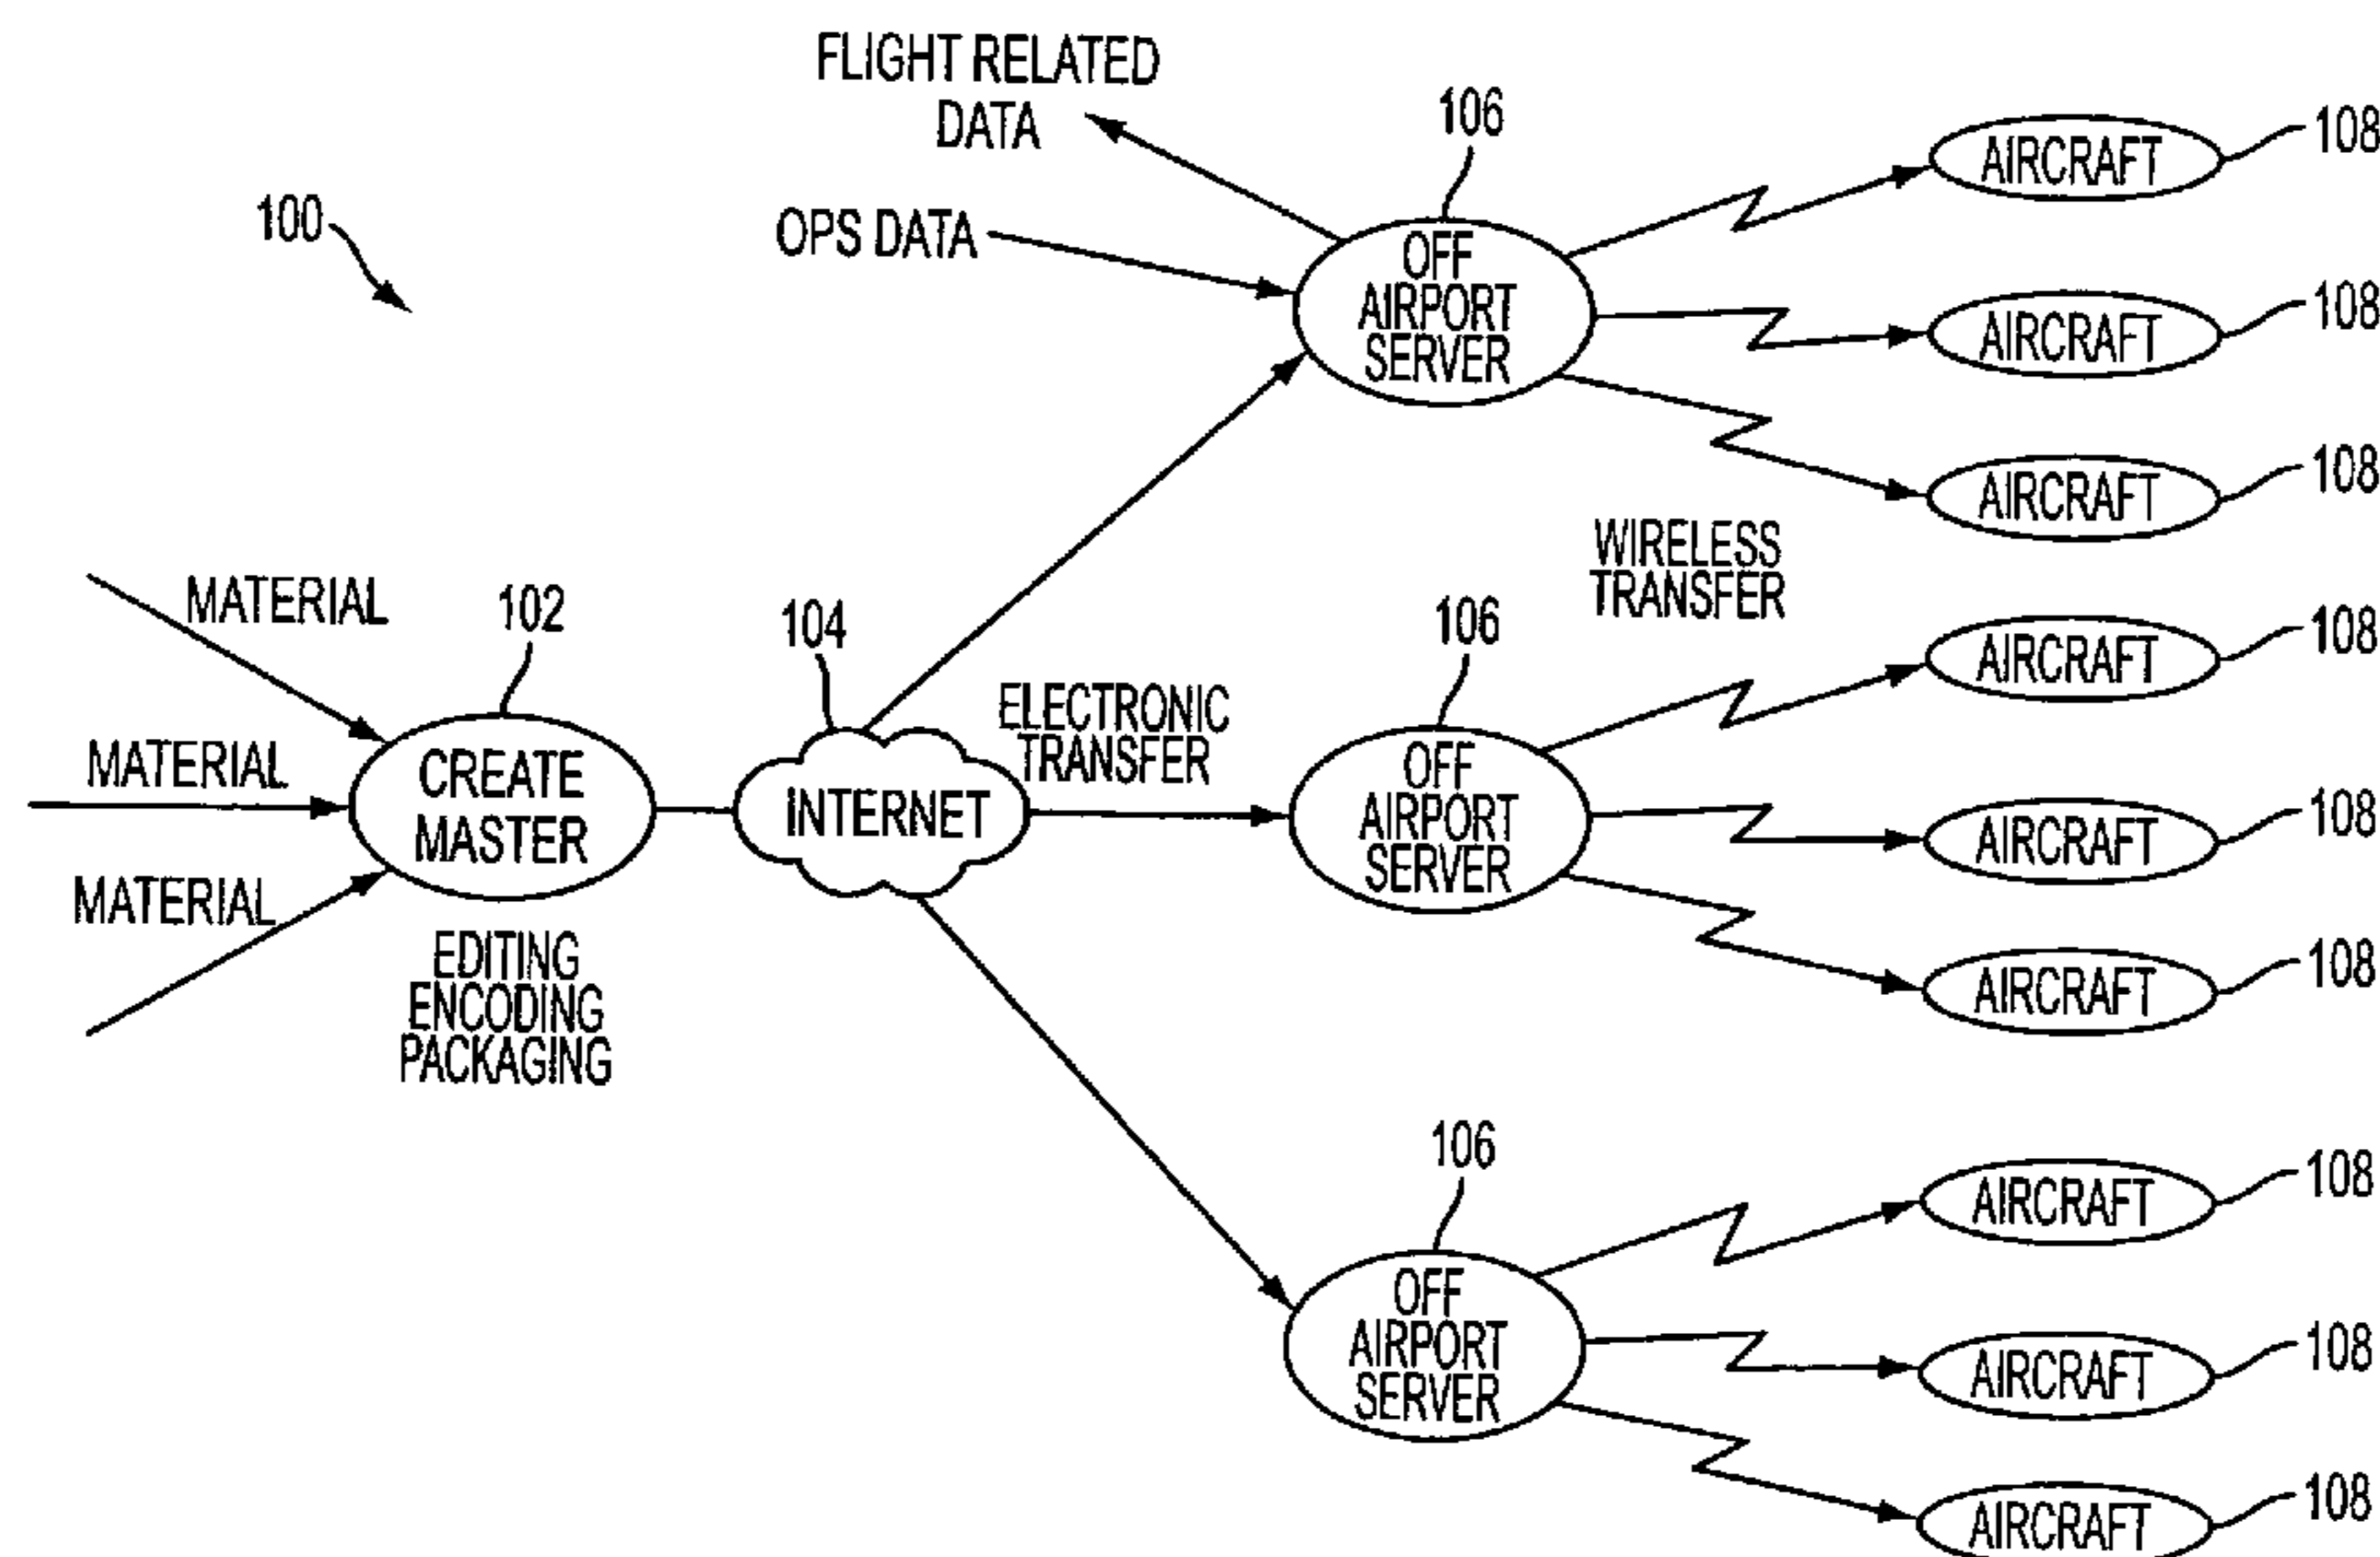 FLIGHT RELATED
DATA
OPS DATA
100
106
OFF
AIRPORT
SERVER
AIRCRAFT
108
AIRCRAFT
108
AIRCRAFT
108
WIRELESS
TRANSFER
MATERIAL
MATERIAL
MATERIAL
102
CREATE
MASTER
EDITING
ENCODING
PACKAGING
104
INTERNET
ELECTRONIC
TRANSFER
106
OFF
AIRPORT
SERVER
AIRCRAFT
108
AIRCRAFT
108
AIRCRAFT
108
106
OFF
AIRPORT
SERVER
AIRCRAFT
108
AIRCRAFT
108
AIRCRAFT
108